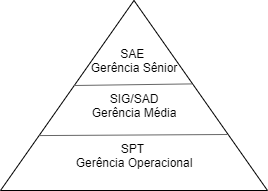 SAE
Gerência Sênior
SIG/SAD
Gerência Média
SPT
Gerência Operacional